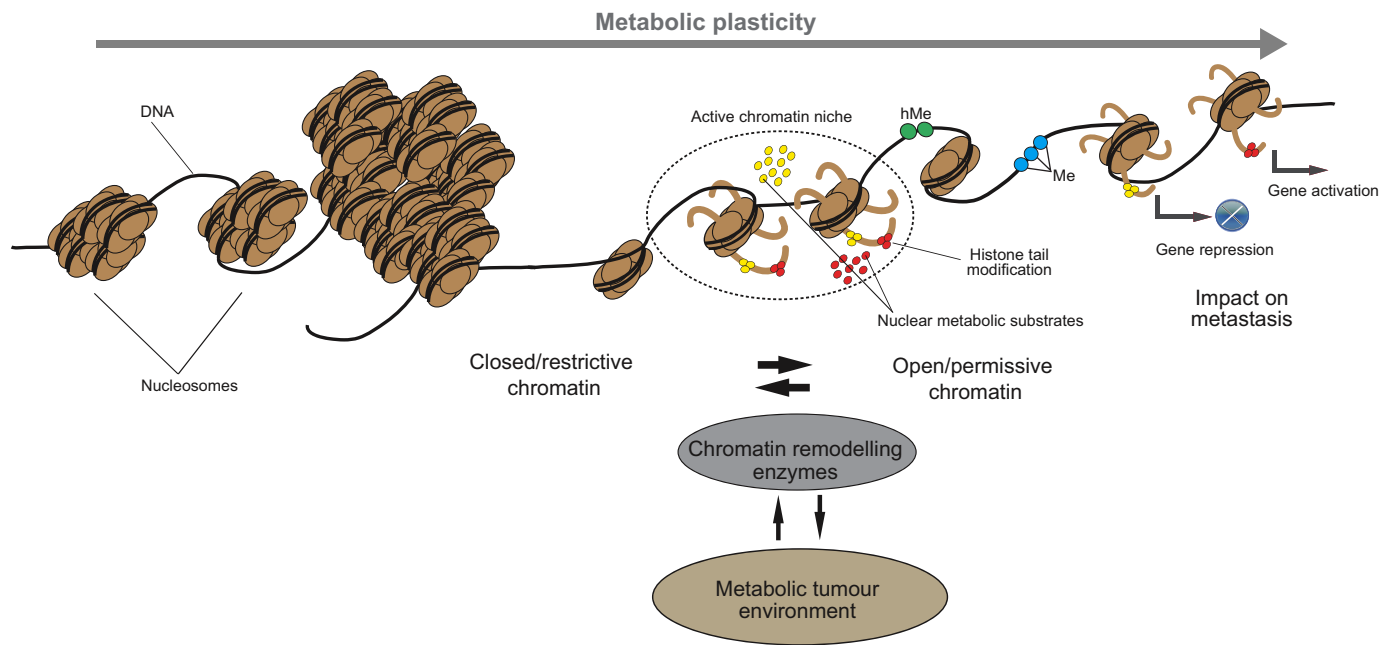 Metabolic plasticity
DNA
Active chromatin niche
hMe
Me
Gene activation
Gene repression
Histone tail
modification
Nuclear metabolic substrates
Impact on
metastasis
Nucleosomes
Closed/restrictive
chromatin
Open/permissive
chromatin
Chromatin remodelling
enzymes
Metabolic tumour
environment